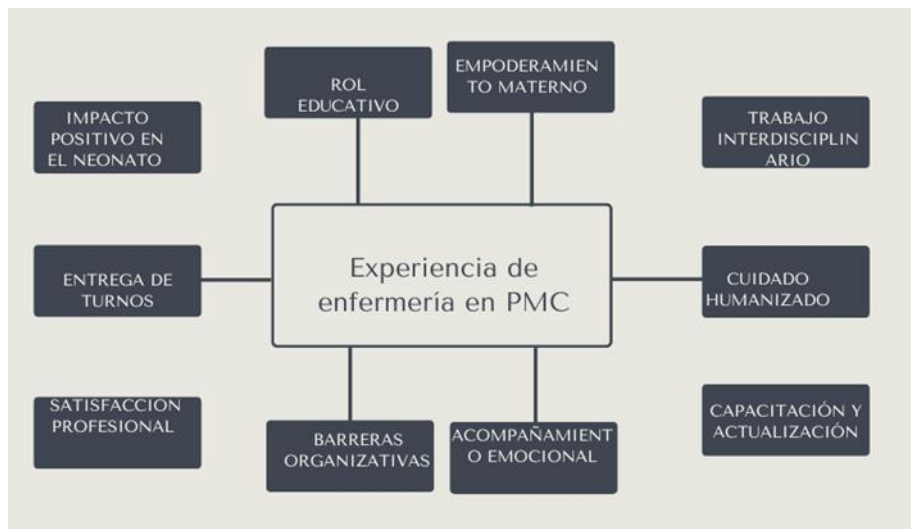 ROL
EDUCATIVO
EMPODERAMIEN
TO MATERNO
IMPACTO
POSITIVO EN
EL NEONATO
TRABAJO
INTERDISCIPLIN
ARIO
ENTREGA DE
TURNOS
Experiencia de
enfermería en PMC
CUIDADO
HUMANIZADO
SATISFACCION
PROFESIONAL
BARRERAS
ORGANIZATIVAS
ACOMPAÑAMIENT
O EMOCIONAL
CAPACITACIÓN Y
ACTUALIZACIÓN